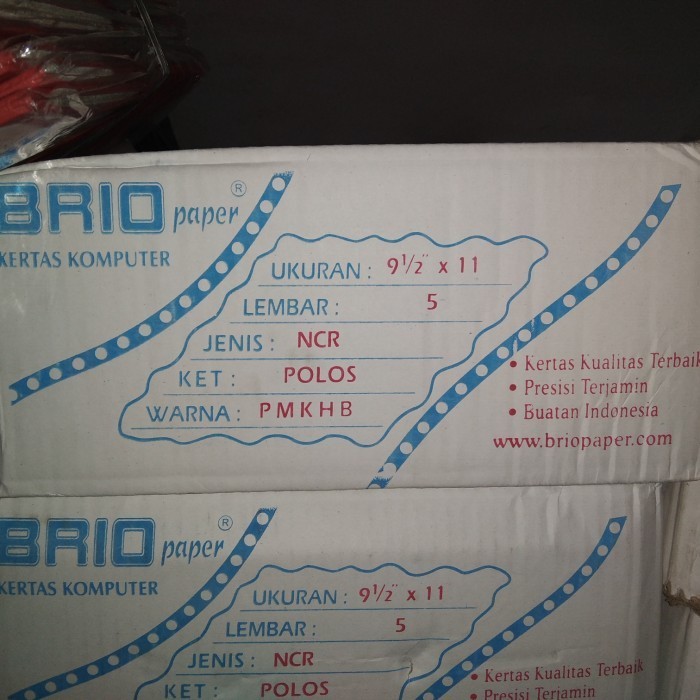 BRIO paper ®
KERTAS KOMPUTER
UKURAN : 9 1/2" x 11
LEMBAR : 5
JENIS : NCR
KET : POLOS
WARNA : PMKHB
• Kertas Kualitas Terbaik
• Presisi Terjamin
• Buatan Indonesia
www.briopaper.com
BRIO paper ®
KERTAS KOMPUTER
UKURAN : 9 1/2" x 11
LEMBAR : 5
JENIS : NCR
KET : POLOS
• Kertas Kualitas Terbaik
• Presisi Terjamin